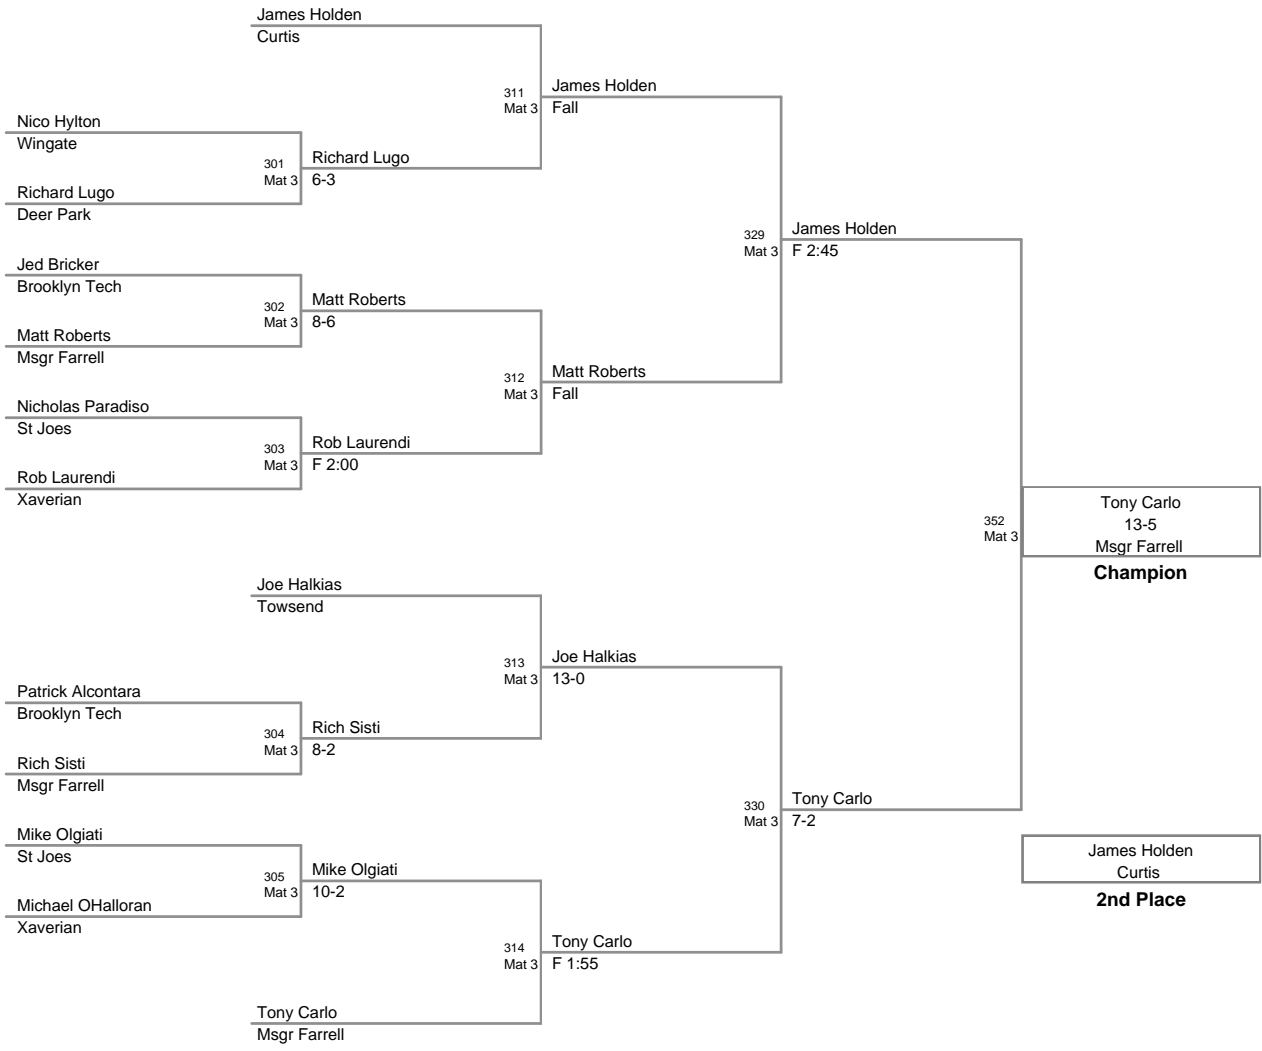 James Holden
Curtis
311
Mat 3
James Holden
Fall
Nico Hylton
Wingate
301
Mat 3
Richard Lugo
6-3
Richard Lugo
Deer Park
329
Mat 3
James Holden
F 2:45
Jed Bricker
Brooklyn Tech
302
Mat 3
Matt Roberts
8-6
Matt Roberts
Msgr Farrell
312
Mat 3
Matt Roberts
Fall
Nicholas Paradiso
St Joes
303
Mat 3
Rob Laurendi
F 2:00
Rob Laurendi
Xaverian
352
Mat 3
Tony Carlo
13-5
Msgr Farrell
Champion
Joe Halkias
Towsend
313
Mat 3
Joe Halkias
13-0
Patrick Alcontara
Brooklyn Tech
304
Mat 3
Rich Sisti
8-2
Rich Sisti
Msgr Farrell
330
Mat 3
Tony Carlo
7-2
Mike Olgiati
St Joes
305
Mat 3
Mike Olgiati
10-2
Michael OHalloran
Xaverian
James Holden
Curtis
2nd Place
314
Mat 3
Tony Carlo
F 1:55
Tony Carlo
Msgr Farrell